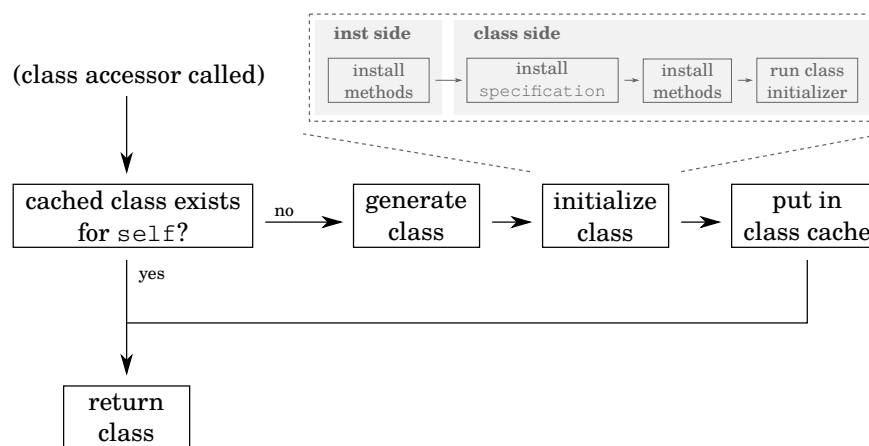 inst side
class side
install
methods
install
specification
install
methods
run class
initializer
(class accessor called)
cached class exists
for self?
no
generate
class
initialize
class
put in
class cache
yes
return
class